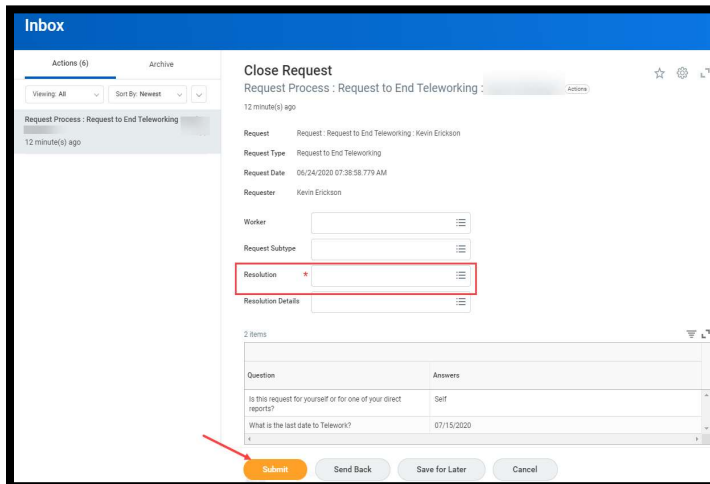 Inbox
Actions (6)
Archive
Viewing: All
Sort By: Newest
Request Process : Request to End Teleworking
12 minute(s) ago
Close Request
Request Process : Request to End Teleworking :
Actions
12 minute(s) ago
Request Request : Request to End Teleworking : Kevin Erickson
Request Type Request to End Teleworking
Request Date 06/24/2020 07:38:58.779 AM
Requester Kevin Erickson
Worker
Request Subtype
Resolution *
Resolution Details
2 items
Question Answers
Is this request for yourself or for one of your direct Self
reports?
What is the last date to Telework? 07/15/2020
Submit
Send Back
Save for Later
Cancel